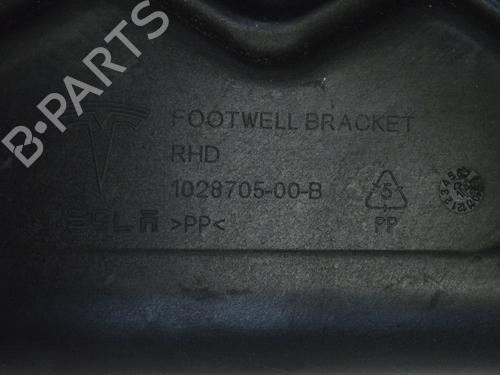 B-PARTS
FOOTWELL BRACKET
RHD
1028705-00-B
TESLA
>PP<
5
PP